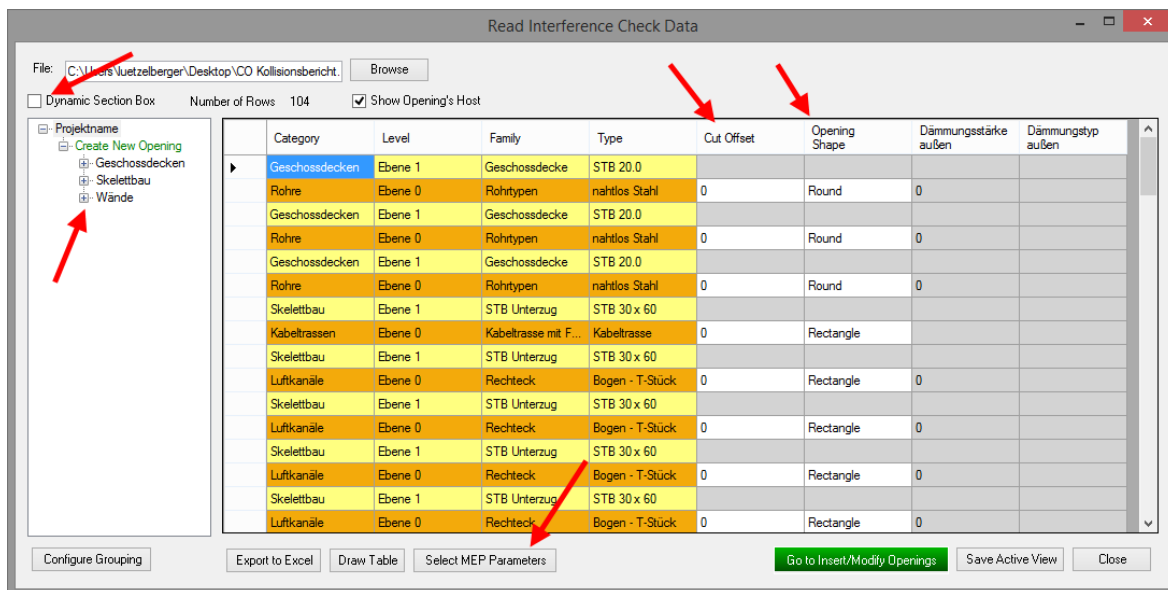 Read Interference Check Data
File: C:\Users\luetzelberger\Desktop\CO Kollisionsbericht. Browse
Dynamic Section Box Number of Rows 104 Show Opening's Host
Projektname
Create New Opening
Geschossdecken
Skelettbau
Wände
Category Level Family Type Cut Offset Opening Shape Dämmungsstärke außen Dämmungstyp außen
Geschossdecken Ebene 1 Geschossdecke STB 20.0
Rohre Ebene 0 Rohrtypen nahtlos Stahl 0 Round 0
Geschossdecken Ebene 1 Geschossdecke STB 20.0
Rohre Ebene 0 Rohrtypen nahtlos Stahl 0 Round 0
Geschossdecken Ebene 1 Geschossdecke STB 20.0
Rohre Ebene 0 Rohrtypen nahtlos Stahl 0 Round 0
Skelettbau Ebene 1 STB Unterzug STB 30 x 60
Kabeltrassen Ebene 0 Kabeltrasse mit F... Kabeltrasse 0 Rectangle
Skelettbau Ebene 1 STB Unterzug STB 30 x 60
Luftkanäle Ebene 0 Rechteck Bogen - T-Stück 0 Rectangle 0
Skelettbau Ebene 1 STB Unterzug STB 30 x 60
Luftkanäle Ebene 0 Rechteck Bogen - T-Stück 0 Rectangle 0
Skelettbau Ebene 1 STB Unterzug STB 30 x 60
Luftkanäle Ebene 0 Rechteck Bogen - T-Stück 0 Rectangle 0
Skelettbau Ebene 1 STB Unterzug STB 30 x 60
Luftkanäle Ebene 0 Rechteck Bogen - T-Stück 0 Rectangle 0
Configure Grouping Export to Excel Draw Table Select MEP Parameters Go to Insert/Modify Openings Save Active View Close